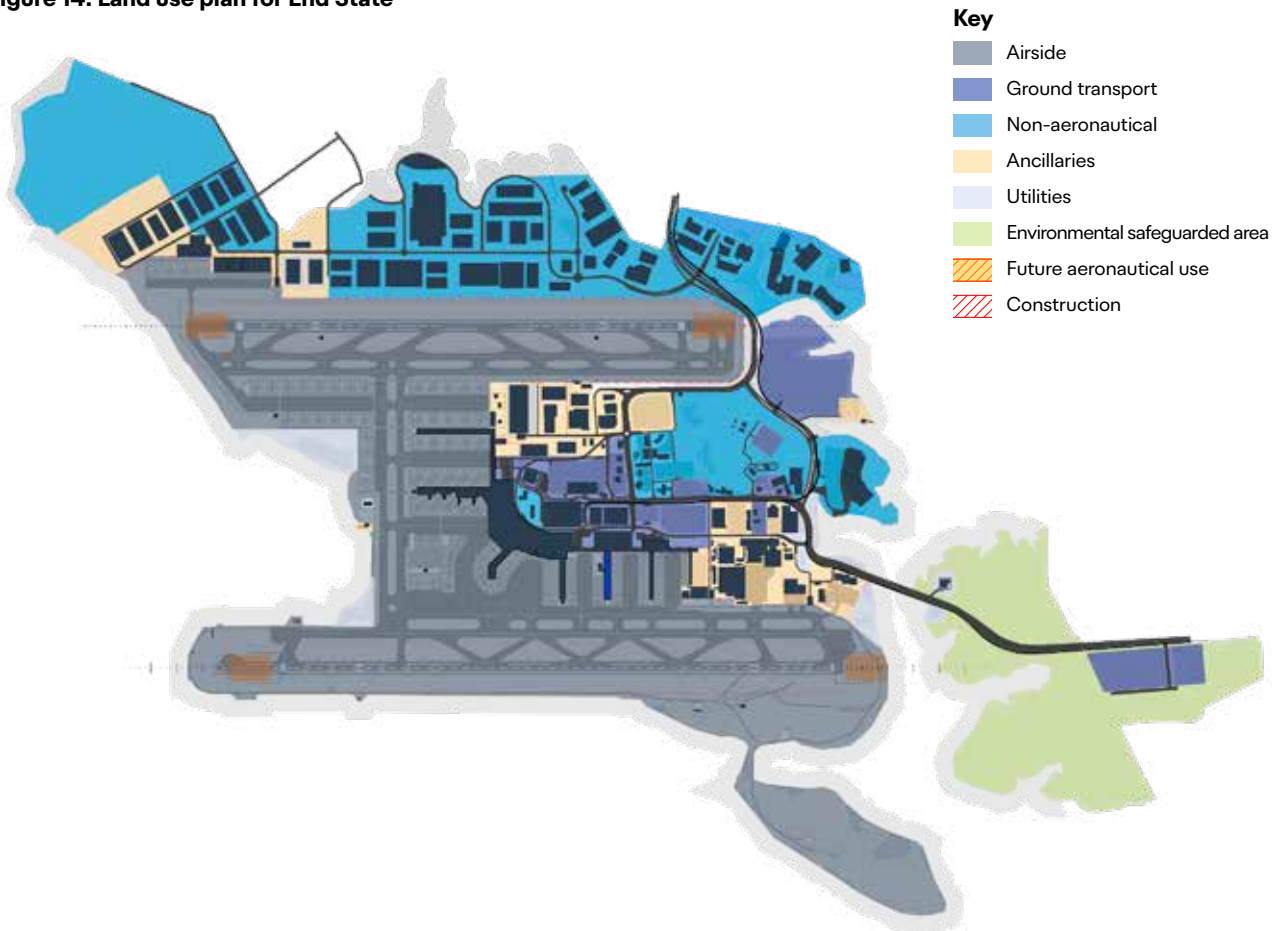 igure 14: Land use plan for End State
Key
Airside
Ground transport
Non-aeronautical
Ancillaries
Utilities
Environmental safeguarded area
Future aeronautical use
Construction